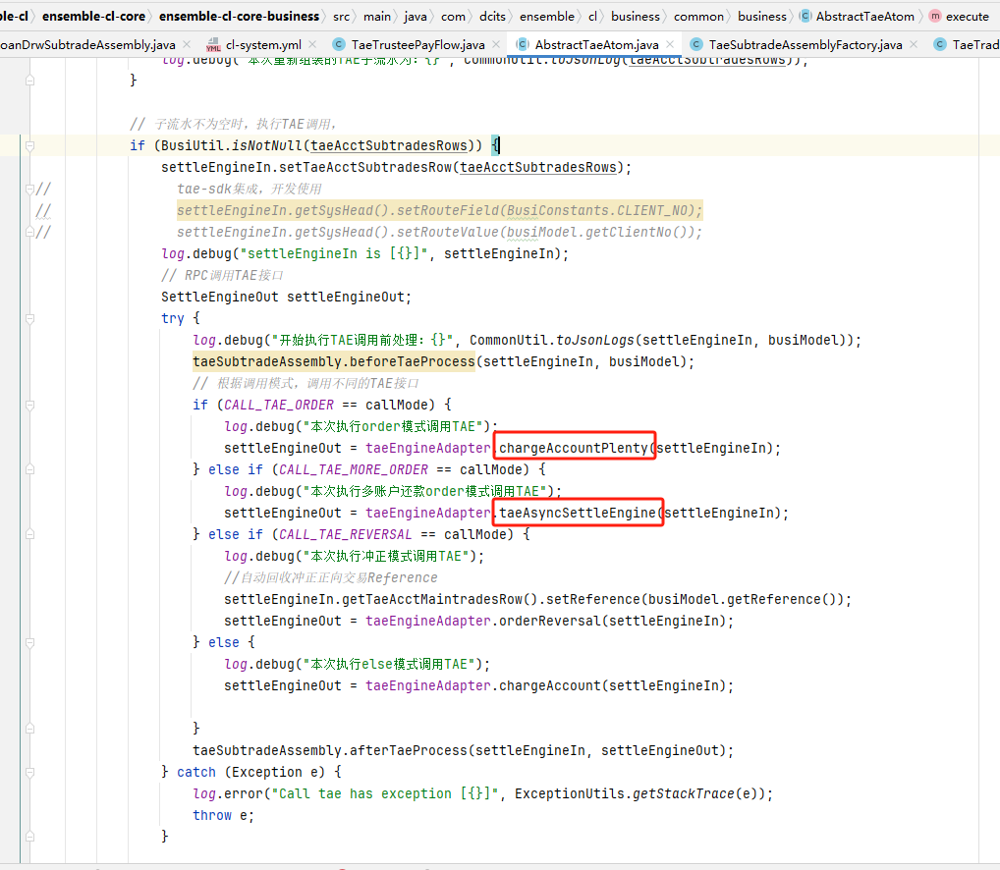 le-cl 〉 ensemble-cl-core 〉 ensemble-cl-core-business 〉 src 〉 main 〉 java 〉 com 〉 dcits 〉 ensemble 〉 cl 〉 business 〉 common 〉 business 〉 AbstractTaeAtom 〉 execute
oanDrwSubtradeAssembly.java × cl-system.yml × TaeTrusteePayFlow.java × AbstractTaeAtom.java × TaeSubtradeAssemblyFactory.java × TaeTrad
log.debug("本次重新组装的TAE子流水为: {}", CommonUtil.toJsonLog(taeAcctSubtradesRows));
}
// 子流水不为空时，执行TAE调用，
if (BusiUtil.isNotNull(taeAcctSubtradesRows)) {
settleEngineIn.setTaeAcctSubtradesRow(taeAcctSubtradesRows);
// tae-sdk集成，开发使用
// settleEngineIn.getSysHead().setRouteField(BusiConstants.CLIENT_NO);
// settleEngineIn.getSysHead().setRouteValue(busiModel.getClientNo());
log.debug("settleEngineIn is [{}]", settleEngineIn);
// RPC调用TAE接口
SettleEngineOut settleEngineOut;
try {
log.debug("开始执行TAE调用前处理: {}", CommonUtil.toJsonLogs(settleEngineIn, busiModel));
taeSubtradeAssembly.beforeTaeProcess(settleEngineIn, busiModel);
// 根据调用模式，调用不同的TAE接口
if (CALL_TAE_ORDER == callMode) {
log.debug("本次执行order模式调用TAE");
settleEngineOut = taeEngineAdapter.chargeAccountPlenty(settleEngineIn);
} else if (CALL_TAE_MORE_ORDER == callMode) {
log.debug("本次执行多账户还款order模式调用TAE");
settleEngineOut = taeEngineAdapter.taeAsyncSettleEngine(settleEngineIn);
} else if (CALL_TAE_REVERSAL == callMode) {
log.debug("本次执行冲正模式调用TAE");
//自动回收冲正正向交易Reference
settleEngineIn.getTaeAcctMaintradesRow().setReference(busiModel.getReference());
settleEngineOut = taeEngineAdapter.orderReversal(settleEngineIn);
} else {
log.debug("本次执行else模式调用TAE");
settleEngineOut = taeEngineAdapter.chargeAccount(settleEngineIn);
}
taeSubtradeAssembly.afterTaeProcess(settleEngineIn, settleEngineOut);
} catch (Exception e) {
log.error("Call tae has exception [{}]", ExceptionUtils.getStackTrace(e));
throw e;
}